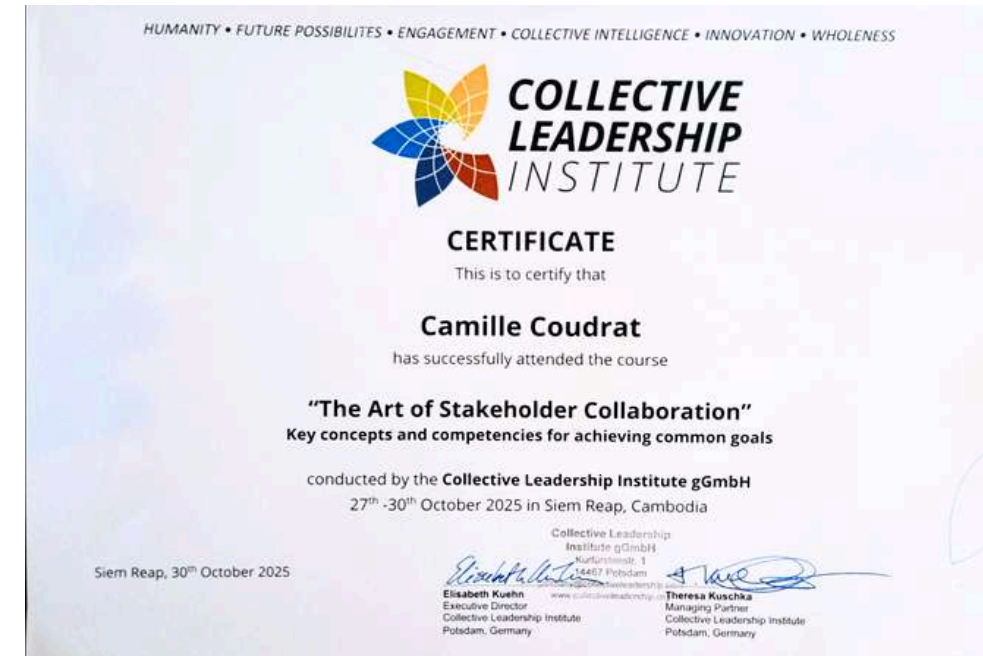 HUMANITY • FUTURE POSSIBILITES • ENGAGEMENT • COLLECTIVE INTELLIGENCE • INNOVATION • WHOLENESS
COLLECTIVE
LEADERSHIP
INSTITUTE
CERTIFICATE
This is to certify that
Camille Coudrat
has successfully attended the course
“The Art of Stakeholder Collaboration”
Key concepts and competencies for achieving common goals
conducted by the Collective Leadership Institute gGmbH
27th -30th October 2025 in Siem Reap, Cambodia
Collective Leadership
Institute gGmbH
Kurfürstenstr. 1
14467 Potsdam
Siem Reap, 30th October 2025
Elisabeth Kuehn
Executive Director
Collective Leadership Institute
Potsdam, Germany
Theresa Kuschka
Managing Partner
Collective Leadership Institute
Potsdam, Germany